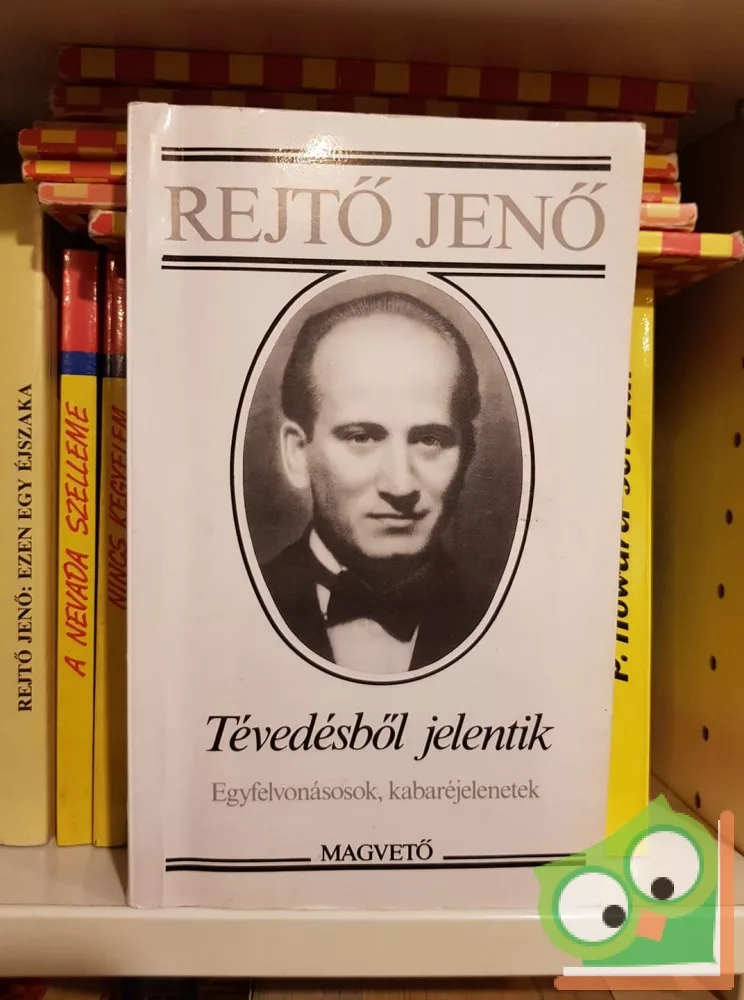 REJTŐ JENŐ
Tévedésből jelentik
Egyfelvonásosok, kabaréjelenetek
MAGVETŐ
REJTŐ JENŐ: EZEN EGY ÉJSZAKA
A NEVADA SZELLEME
NINCS KEGYELEM
P. Howard